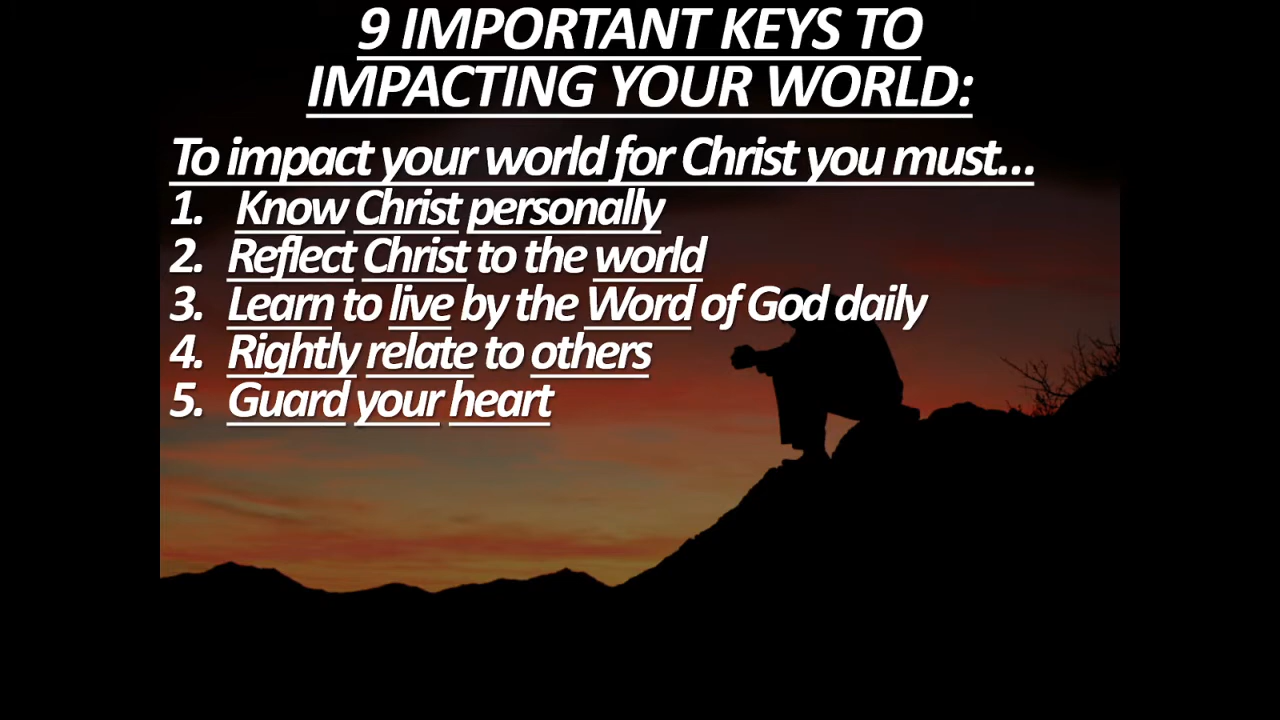 9 IMPORTANT KEYS TO
IMPACTING YOUR WORLD:
To impact your world for Christ you must...
1. Know Christ personally
2. Reflect Christ to the world
3. Learn to live by the Word of God daily
4. Rightly relate to others
5. Guard your heart